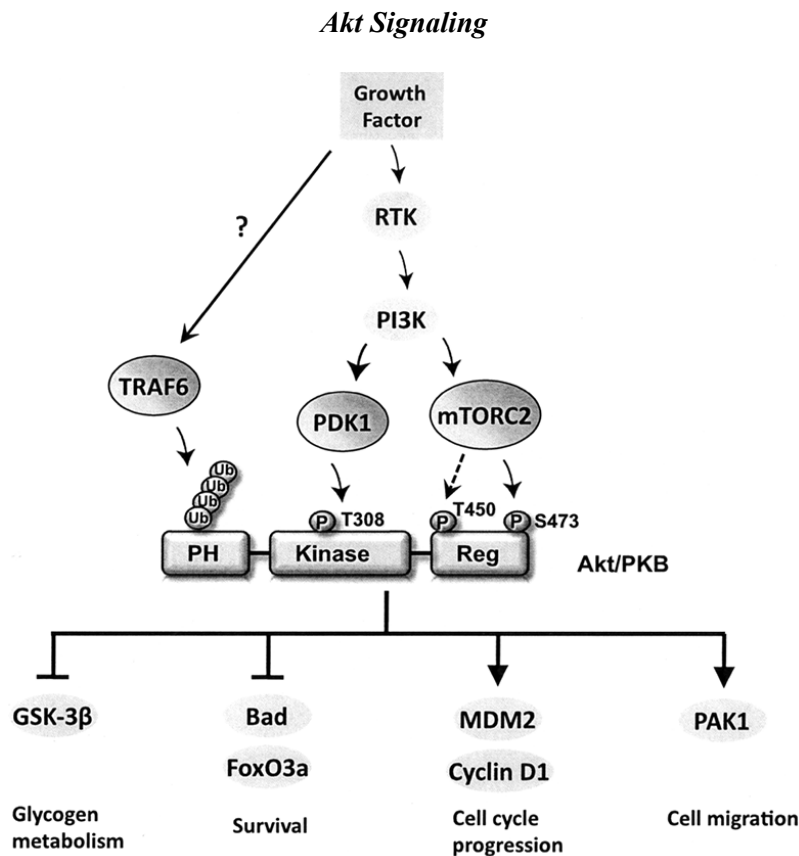 Akt Signaling
Growth
Factor
?
RTK
PI3K
TRAF6
PDK1
mTORC2
Ub
Ub
Ub
Ub
P T308
P T450
P S473
PH
Kinase
Reg
Akt/PKB
GSK-3β
Bad
MDM2
PAK1
FoxO3a
Cyclin D1
Glycogen
metabolism
Survival
Cell cycle
progression
Cell migration